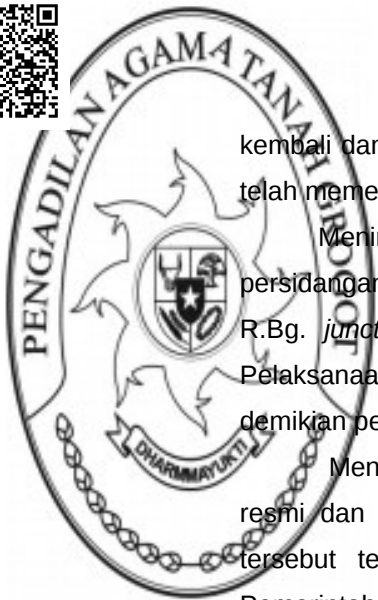 PENGADILAN AGAMA TANAH GROGOT
kembali dan
telah meme
Menin
persidangan
R.Bg. junct
Pelaksanaa
demikian pe
Men
resmi dan
tersebut te
DHARMMAYUKTI